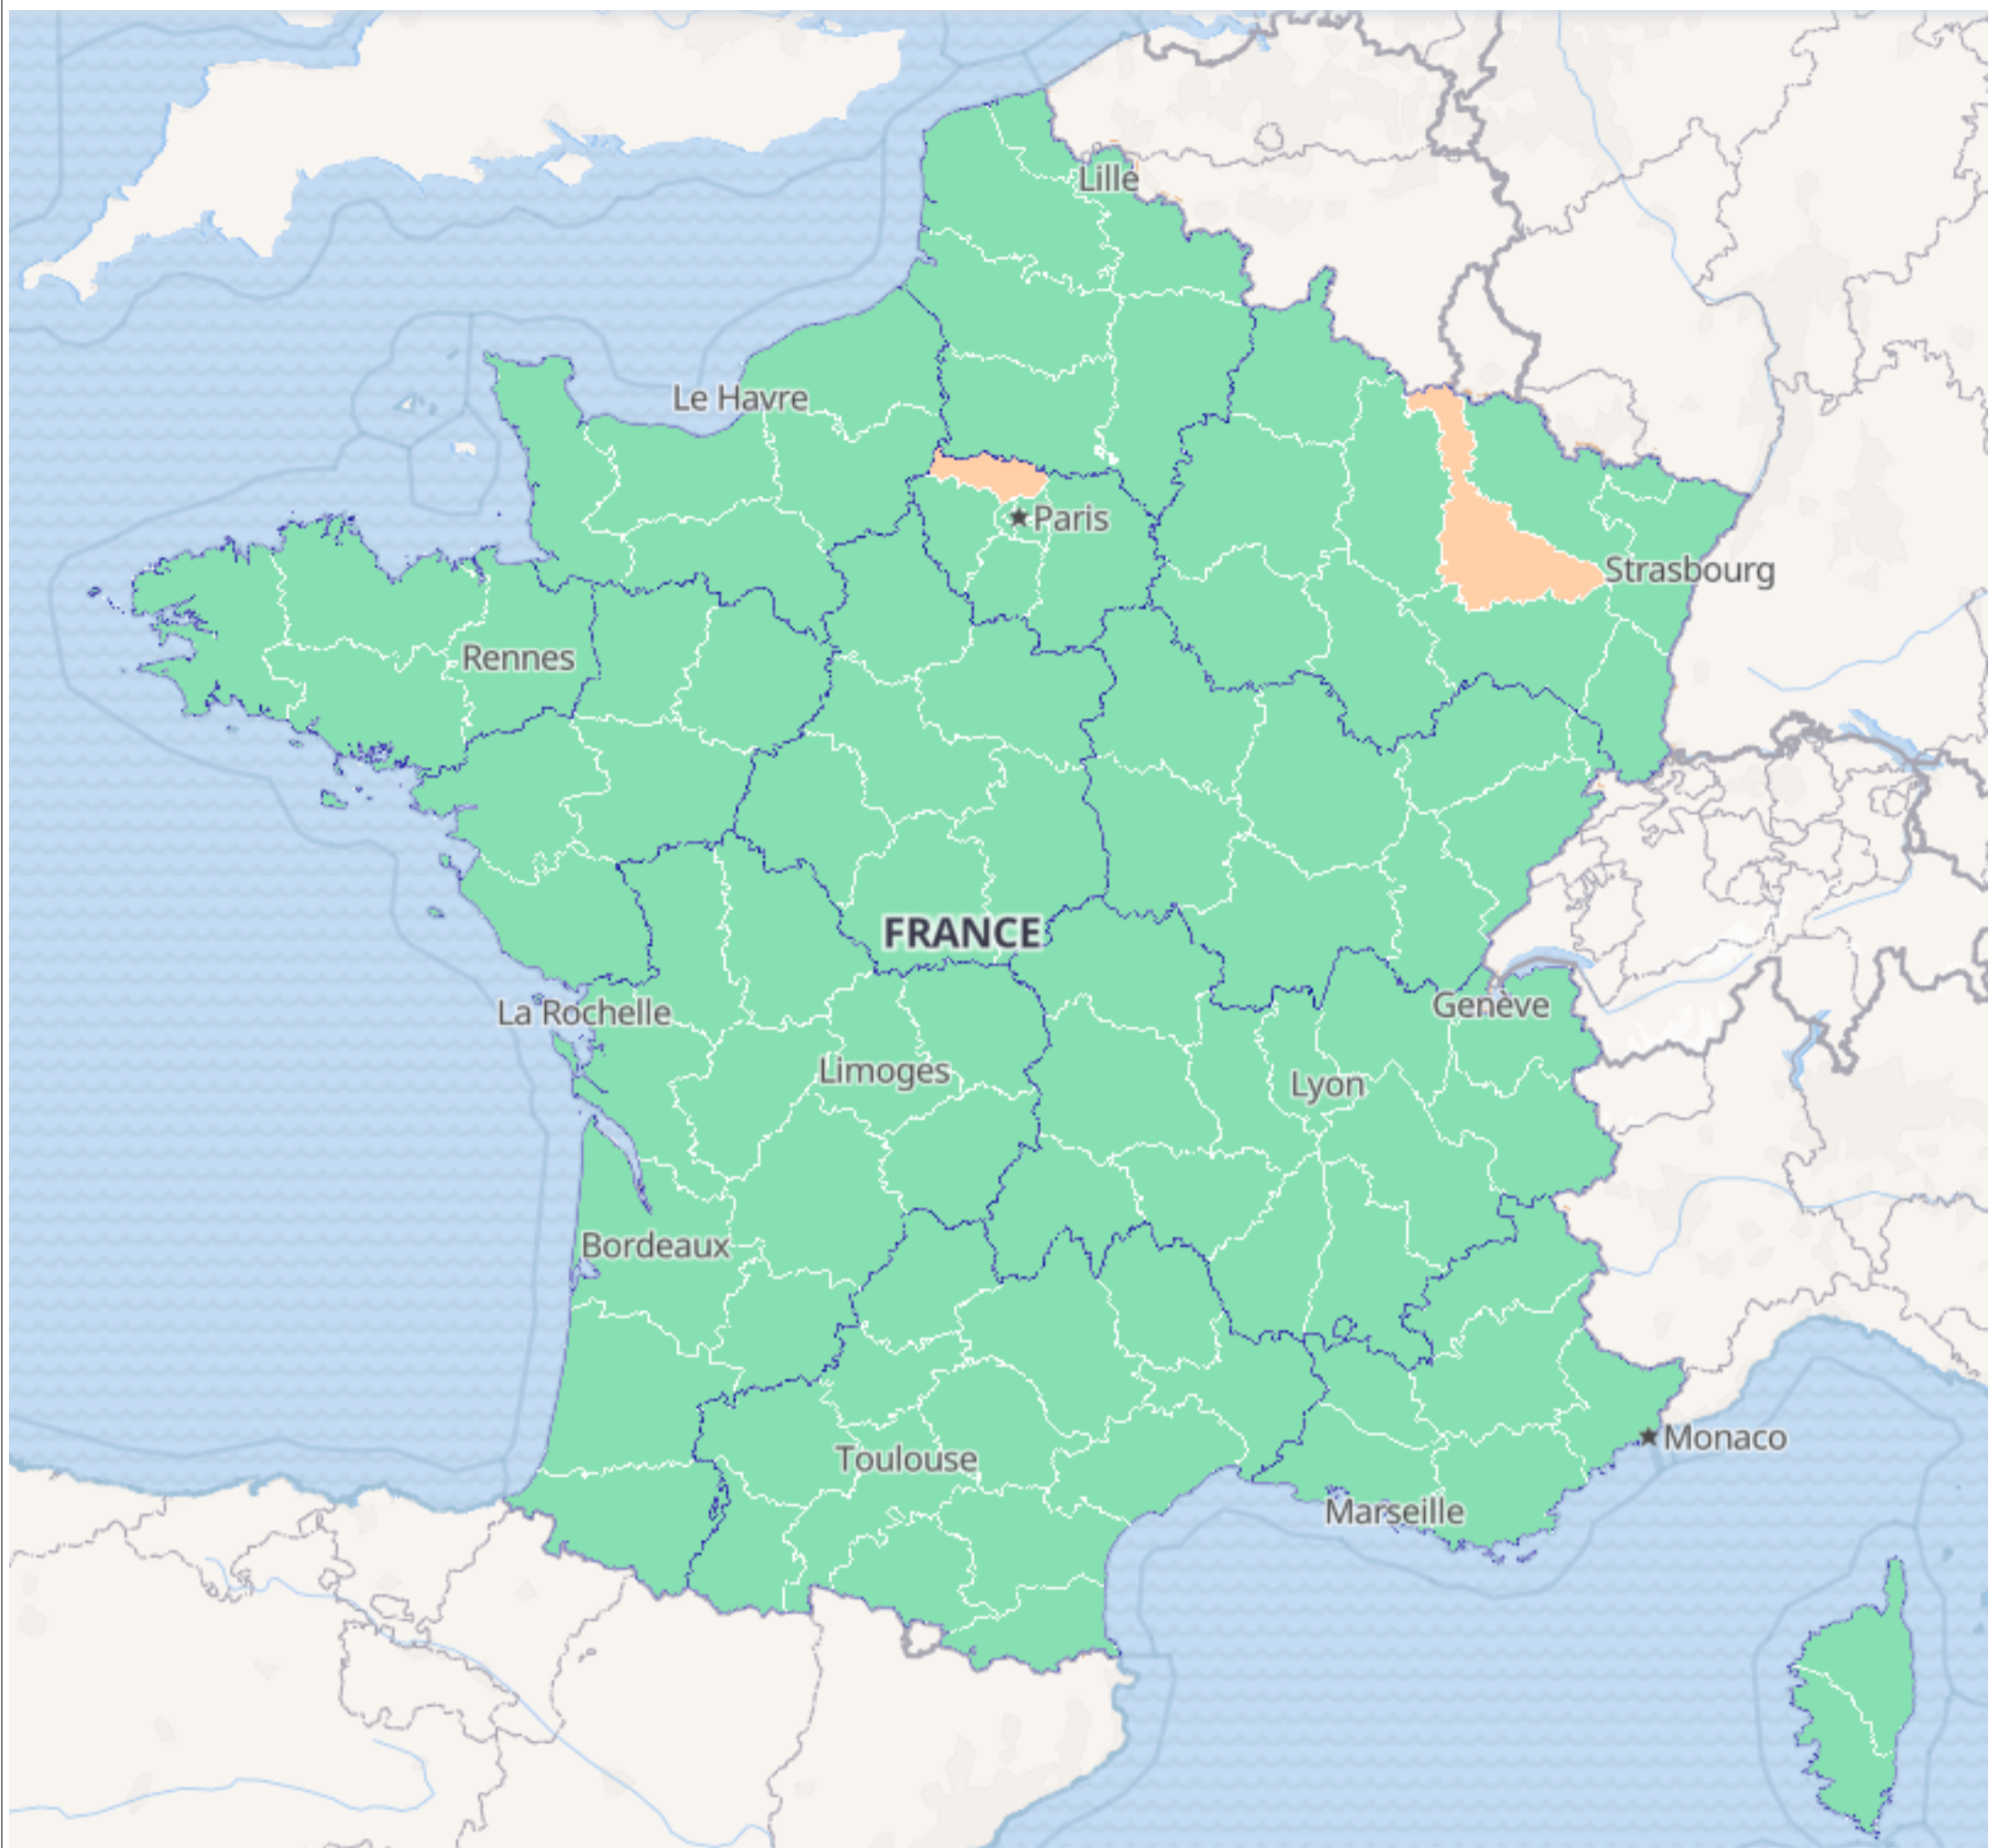 Lille
Le Havre
Paris
Strasbourg
Rennes
FRANCE
La Rochelle
Genève
Limoges
Lyon
Bordeaux
Monaco
Toulouse
Marseille